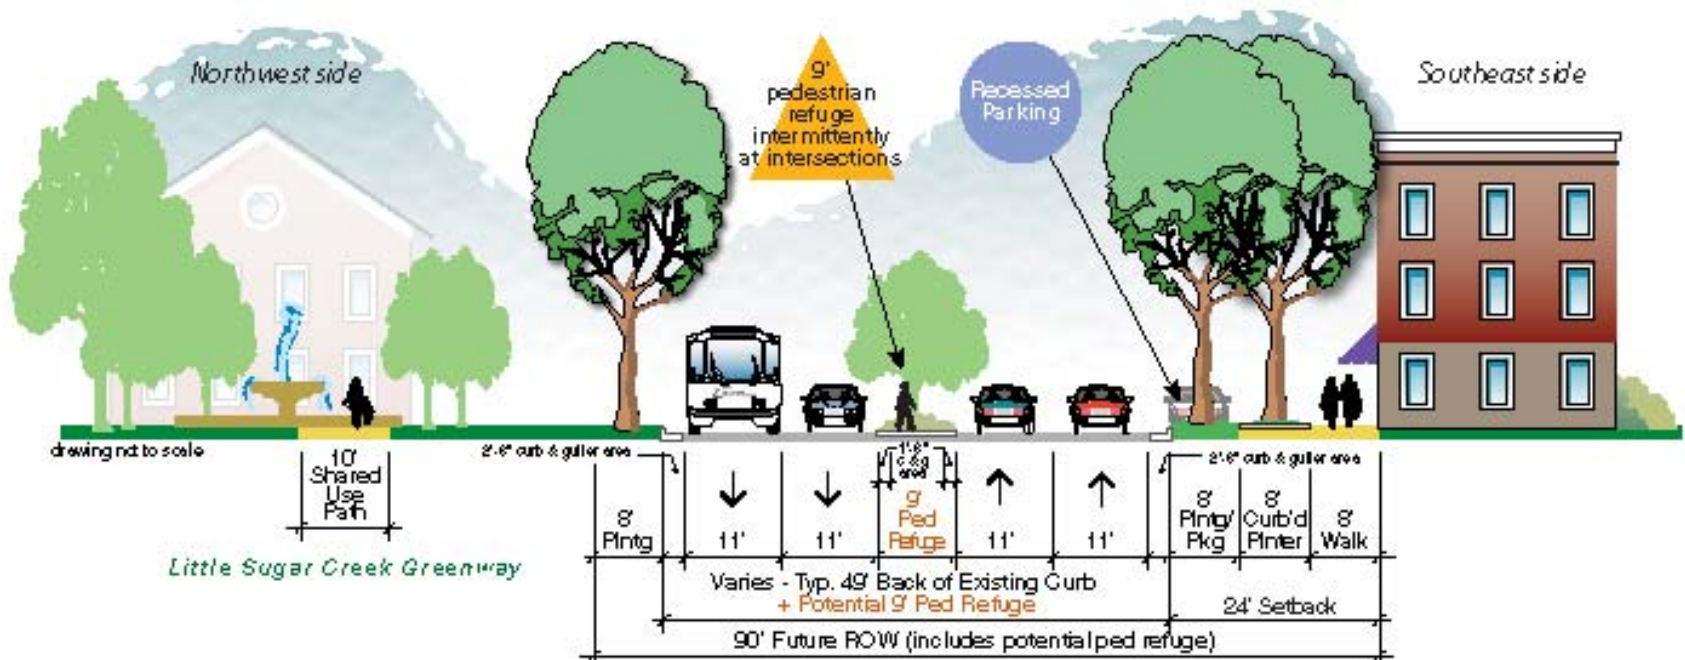 Northwest side
9'
pedestrian
refuge
intermittently
at intersections
Recessed
Parking
Southeast side
drawing not to scale
10'
Shared
Use
Path
Little Sugar Creek Greenway
2'-6" curb & gutter area
1'-6"
c & g
area
2'-6" curb & gutter area
8'
Plntg
11'
11'
9'
Ped
Refuge
11'
11'
8'
Plntg/
Pkg
8'
Curb'd
Plnter
8'
Walk
Varies - Typ. 49' Back of Existing Curb
+ Potential 9' Ped Refuge
24' Setback
90' Future ROW (includes potential ped refuge)